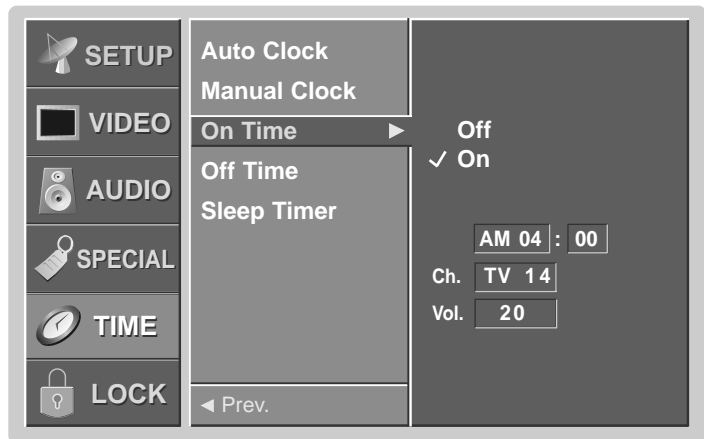 SETUP
VIDEO
AUDIO
SPECIAL
TIME
LOCK
Auto Clock
Manual Clock
On Time ►
Off Time
Sleep Timer
◄ Prev.
Off
✓ On
AM 04 : 00
Ch. TV 14
Vol. 20